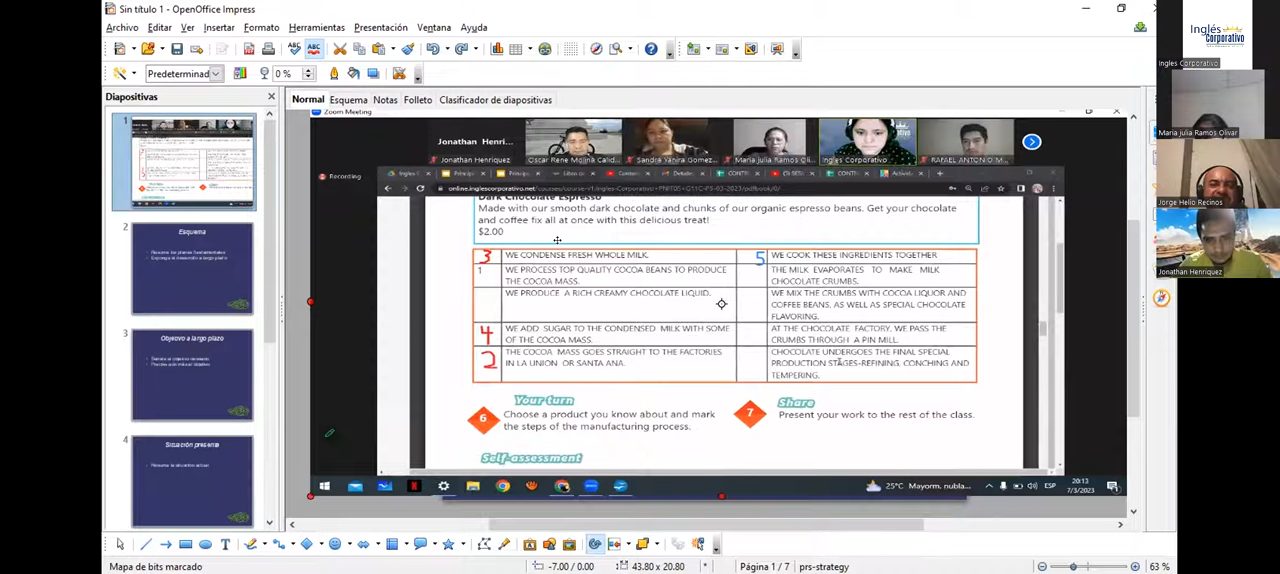 Sin título 1 - OpenOffice Impress
Archivo Editar Ver Insertar Formato Herramientas Presentación Ventana Ayuda
Predeterminad
0 %
Diapositivas
Normal Esquema Notas Folleto Clasificador de diapositivas
1
2
Esquema
3
Objetivo a largo plazo
4
Situación presente
Zoom Meeting
Jonathan Henri...
Jonathan Henriquez
Oscar Rene Molina Calid
Sandra Yanira Gomez
Maria julia Ramos Oli
Ingles Corporativo
Recording
Dark Chocolate Espresso
Made with our smooth dark chocolate and chunks of our organic espresso beans. Get your chocolate
and coffee fix all at once with this delicious treat!
$2.00
3 WE CONDENSE FRESH WHOLE MILK.
1 WE PROCESS TOP QUALITY COCOA BEANS TO PRODUCE
THE COCOA MASS.
WE PRODUCE A RICH CREAMY CHOCOLATE LIQUID.
4 WE ADD SUGAR TO THE CONDENSED MILK WITH SOME
OF THE COCOA MASS.
2 THE COCOA MASS GOES STRAIGHT TO THE FACTORIES
IN LA UNION OR SANTA ANA.
5 WE COOK THESE INGREDIENTS TOGETHER
THE MILK EVAPORATES TO MAKE MILK
CHOCOLATE CRUMBS.
WE MIX THE CRUMBS WITH COCOA LIQUOR AND
COFFEE BEANS, AS WELL AS SPECIAL CHOCOLATE
FLAVORING.
AT THE CHOCOLATE FACTORY, WE PASS THE
CRUMBS THROUGH A PIN MILL.
CHOCOLATE UNDERGOES THE FINAL SPECIAL
PRODUCTION STAGES-REFINING, CONCHING AND
TEMPERING.
Your turn
6 Choose a product you know about and mark
the steps of the manufacturing process.
Share
7 Present your work to the rest of the class.
Self-assessment
25°C Mayorm. nubla...
ESP
20:13
7/3/2023
Mapa de bits marcado
-7.00 / 0.00
43.80 x 20.80
*
Página 1 / 7
prs-strategy
63 %
Inglés
Corporativo
Ingles Corporativo
Maria julia Ramos Olivar
Jorge Helio Recinos
Jonathan Henriquez